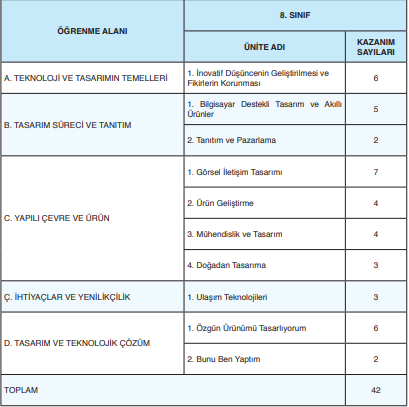 ÖĞRENME ALANI
8. SINIF
ÜNİTE ADI
KAZANIM
SAYILARI
A. TEKNOLOJİ VE TASARIMIN TEMELLERİ
1. İnovatif Düşüncenin Geliştirilmesi ve
Fikirlerin Korunması
6
B. TASARIM SÜRECİ VE TANITIM
1. Bilgisayar Destekli Tasarım ve Akıllı
Ürünler
5
2. Tanıtım ve Pazarlama
2
C. YAPILI ÇEVRE VE ÜRÜN
1. Görsel İletişim Tasarımı
7
2. Ürün Geliştirme
4
3. Mühendislik ve Tasarım
4
4. Doğadan Tasarıma
3
Ç. İHTİYAÇLAR VE YENİLİKÇİLİK
1. Ulaşım Teknolojileri
3
D. TASARIM VE TEKNOLOJİK ÇÖZÜM
1. Özgün Ürünümü Tasarlıyorum
6
2. Bunu Ben Yaptım
2
TOPLAM
42